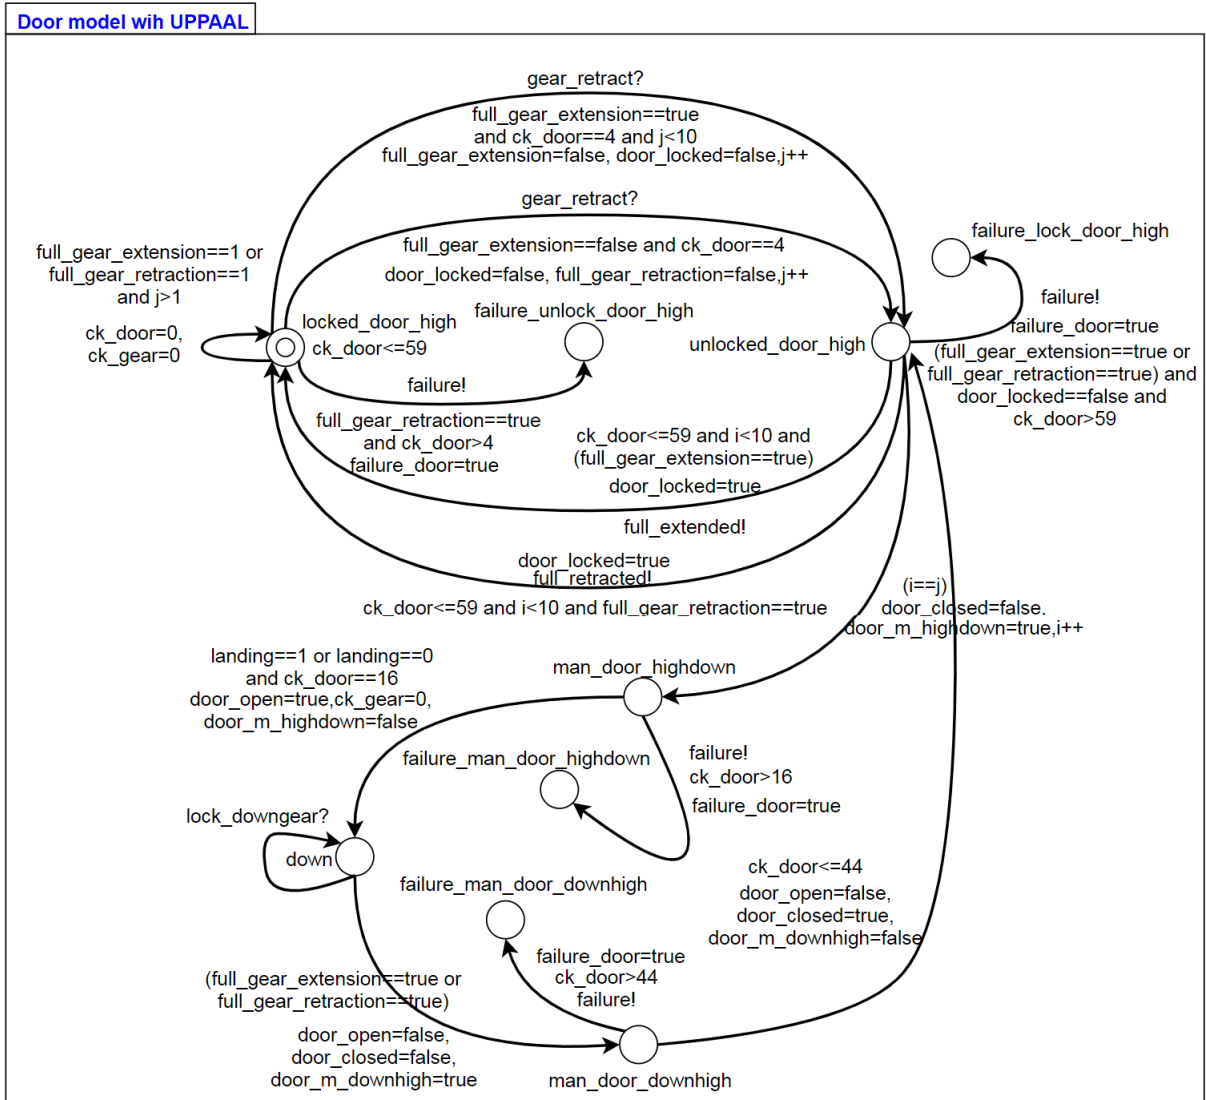 Door model wih UPPAAL
gear_retract?
full_gear_extension==true
and ck_door==4 and j<10
full_gear_extension=false, door_locked=false,j++
gear_retract?
full_gear_extension==false and ck_door==4
door_locked=false, full_gear_retraction=false,j++
full_gear_extension==1 or
full_gear_retraction==1
and j>1
ck_door=0,
ck_gear=0
locked_door_high
ck_door<=59
failure_unlock_door_high
failure!
full_gear_retraction==true
and ck_door>4
failure_door=true
unlocked_door_high
failure_lock_door_high
failure!
failure_door=true
(full_gear_extension==true or
full_gear_retraction==true) and
door_locked==false and
ck_door>59
ck_door<=59 and i<10 and
(full_gear_extension==true)
door_locked=true
full_extended!
door_locked=true
full_retracted!
ck_door<=59 and i<10 and full_gear_retraction==true
(i==j)
door_closed=false,
door_m_highdown=true,i++
landing==1 or landing==0
and ck_door==16
door_open=true,ck_gear=0,
door_m_highdown=false
man_door_highdown
failure_man_door_highdown
failure!
ck_door>16
failure_door=true
lock_downgear?
down
failure_man_door_downhigh
ck_door<=44
door_open=false,
door_closed=true,
door_m_downhigh=false
failure_door=true
ck_door>44
failure!
(full_gear_extension==true or
full_gear_retraction==true)
door_open=false,
door_closed=false,
door_m_downhigh=true
man_door_downhigh